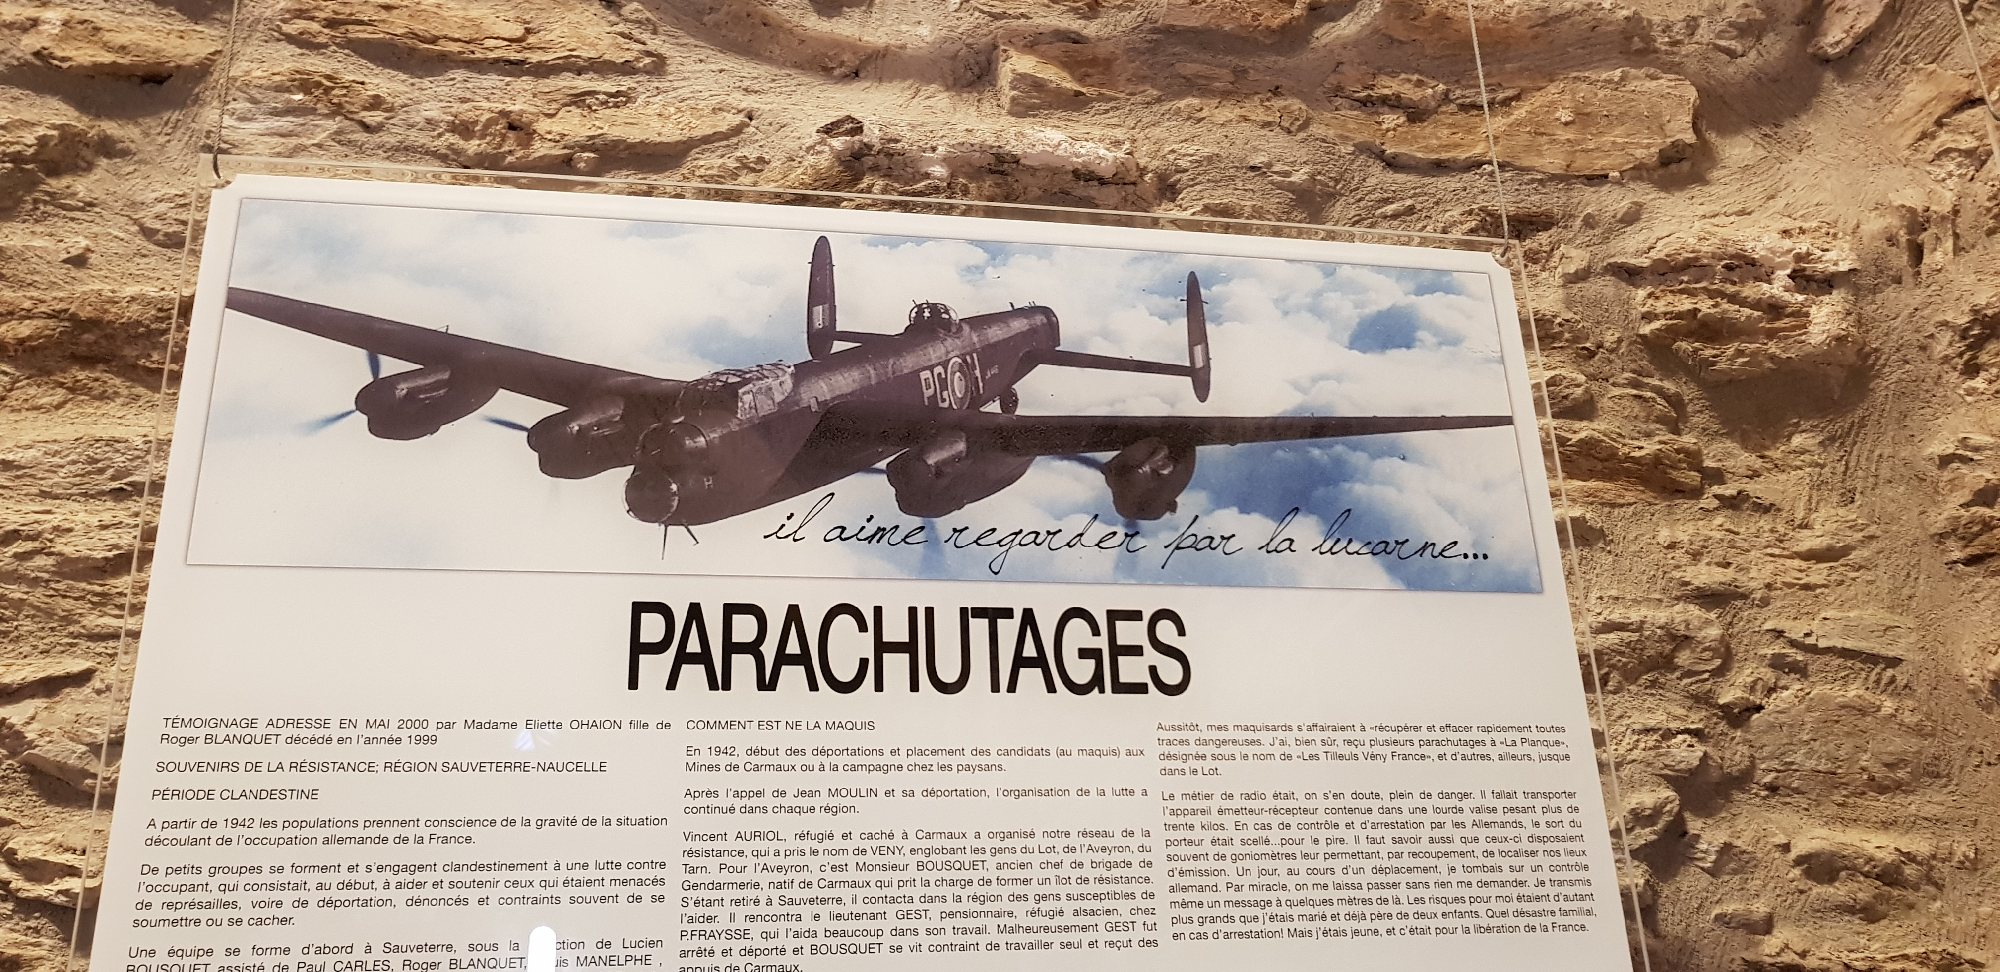 PG H
il aime regarder par la lucarne...
PARACHUTAGES
TÉMOIGNAGE ADRESSE EN MAI 2000 par Madame Eliette OHAION fille de
Roger BLANQUET décédé en l'année 1999
SOUVENIRS DE LA RÉSISTANCE; RÉGION SAUVETERRE-NAUCELLE
PÉRIODE CLANDESTINE
A partir de 1942 les populations prennent conscience de la gravité de la situation
découlant de l'occupation allemande de la France.
De petits groupes se forment et s'engagent clandestinement à une lutte contre
l'occupant, qui consistait, au début, à aider et soutenir ceux qui étaient menacés
de représailles, voire de déportation, dénoncés et contraints souvent de se
soumettre ou se cacher.
Une équipe se forme d'abord à Sauveterre, sous la ction de Lucien
BOUSQUET assisté de Paul CARLES, Roger BLANQUET, uis MANELPHE ,
COMMENT EST NE LA MAQUIS
En 1942, début des déportations et placement des candidats (au maquis) aux
Mines de Carmaux ou à la campagne chez les paysans.
Après l'appel de Jean MOULIN et sa déportation, l'organisation de la lutte a
continué dans chaque région.
Vincent AURIOL, réfugié et caché à Carmaux a organisé notre réseau de la
résistance, qui a pris le nom de VENY, englobant les gens du Lot, de l'Aveyron, du
Tarn. Pour l'Aveyron, c'est Monsieur BOUSQUET, ancien chef de brigade de
Gendarmerie, natif de Carmaux qui prit la charge de former un îlot de résistance.
S'étant retiré à Sauveterre, il contacta dans la région des gens susceptibles de
l'aider. Il rencontra le lieutenant GEST, pensionnaire, réfugié alsacien, chez
P.FRAYSSE, qui l'aida beaucoup dans son travail. Malheureusement GEST fut
arrêté et déporté et BOUSQUET se vit contraint de travailler seul et reçut des
appuis de Carmaux.
Aussitôt, mes maquisards s'affairaient à «récupérer et effacer rapidement toutes
traces dangereuses. J'ai, bien sûr, reçu plusieurs parachutages à «La Planque»,
désignée sous le nom de «Les Tilleuls Vény France», et d'autres, ailleurs, jusque
dans le Lot.
Le métier de radio était, on s'en doute, plein de danger. Il fallait transporter
l'appareil émetteur-récepteur contenue dans une lourde valise pesant plus de
trente kilos. En cas de contrôle et d'arrestation par les Allemands, le sort du
porteur était scellé...pour le pire. Il faut savoir aussi que ceux-ci disposaient
souvent de goniomètres leur permettant, par recoupement, de localiser nos lieux
d'émission. Un jour, au cours d'un déplacement, je tombais sur un contrôle
allemand. Par miracle, on me laissa passer sans rien me demander. Je transmis
même un message à quelques mètres de là. Les risques pour moi étaient d'autant
plus grands que j'étais marié et déjà père de deux enfants. Quel désastre familial,
en cas d'arrestation! Mais j'étais jeune, et c'était pour la libération de la France.